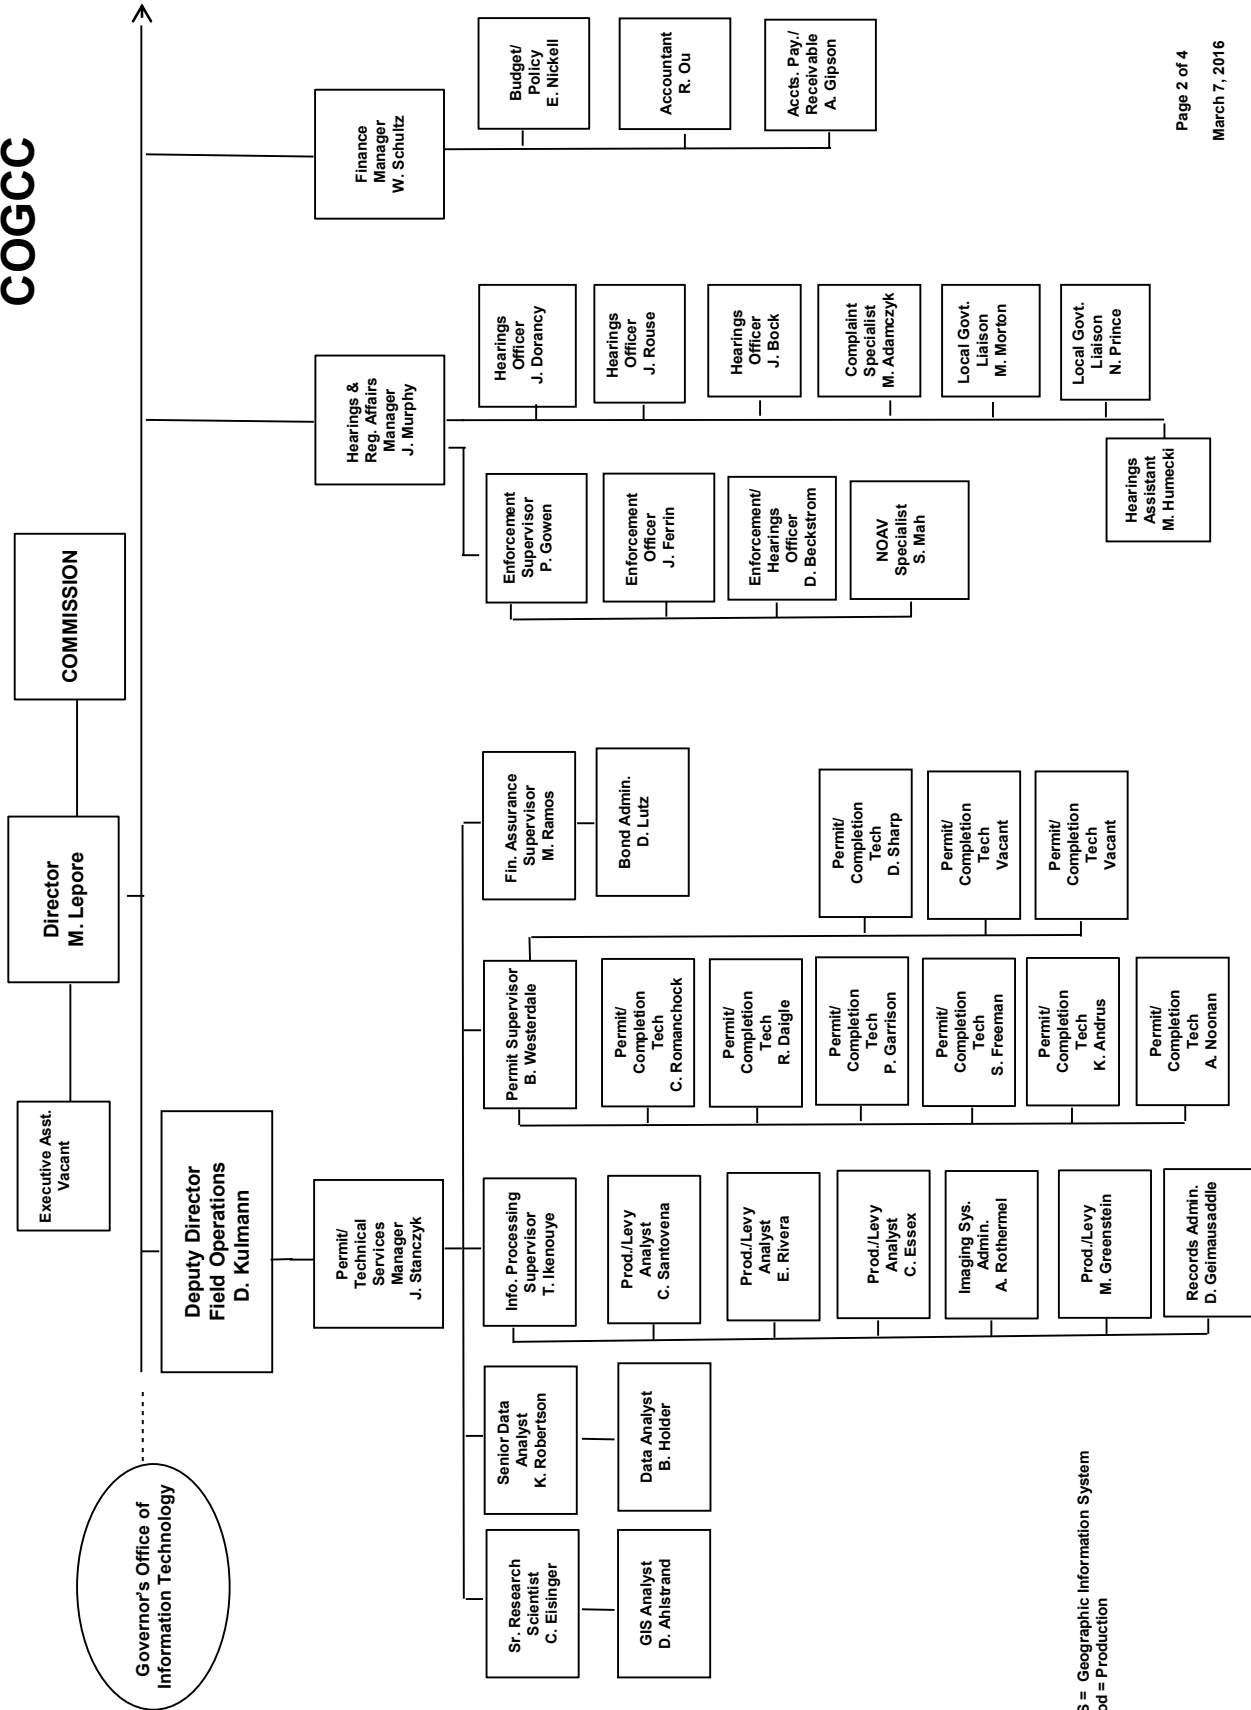 COGCC
COMMISSION
Director
M. Lepore
Executive Asst.
Vacant
Governor's Office of
Information Technology
Deputy Director
Field Operations
D. Kulmann
Permit/
Technical
Services
Manager
J. Stanczyk
Hearings &
Reg. Affairs
Manager
J. Murphy
Finance
Manager
W. Schultz
Sr. Research
Scientist
C. Eisinger
GIS Analyst
D. Ahlstrand
Senior Data
Analyst
K. Robertson
Data Analyst
B. Holder
Info. Processing
Supervisor
T. Ikenouye
Prod./Levy
Analyst
C. Santovena
Prod./Levy
Analyst
E. Rivera
Prod./Levy
Analyst
C. Essex
Imaging Sys.
Admin.
A. Rothermel
Prod./Levy
M. Greenstein
Records Admin.
D. Geimausaddle
Permit Supervisor
B. Westerdale
Permit/
Completion
Tech
C. Romanchock
Permit/
Completion
Tech
R. Daigle
Permit/
Completion
Tech
P. Garrison
Permit/
Completion
Tech
S. Freeman
Permit/
Completion
Tech
K. Andrus
Permit/
Completion
Tech
A. Noonan
Permit/
Completion
Tech
D. Sharp
Permit/
Completion
Tech
Vacant
Permit/
Completion
Tech
Vacant
Fin. Assurance
Supervisor
M. Ramos
Bond Admin.
D. Lutz
Enforcement
Supervisor
P. Gowen
Enforcement
Officer
J. Ferrin
Enforcement/
Hearings
Officer
D. Beckstrom
NOAV
Specialist
S. Mah
Hearings
Officer
J. Dorancy
Hearings
Officer
J. Rouse
Hearings
Officer
J. Bock
Complaint
Specialist
M. Adamczyk
Local Govt.
Liaison
M. Morton
Local Govt.
Liaison
N. Prince
Hearings
Assistant
M. Humecki
Budget/
Policy
E. Nickell
Accountant
R. Ou
Accts. Pay./
Receivable
A. Gipson
= Geographic Information System
= Production
Page 2 of 4
March 7, 2016